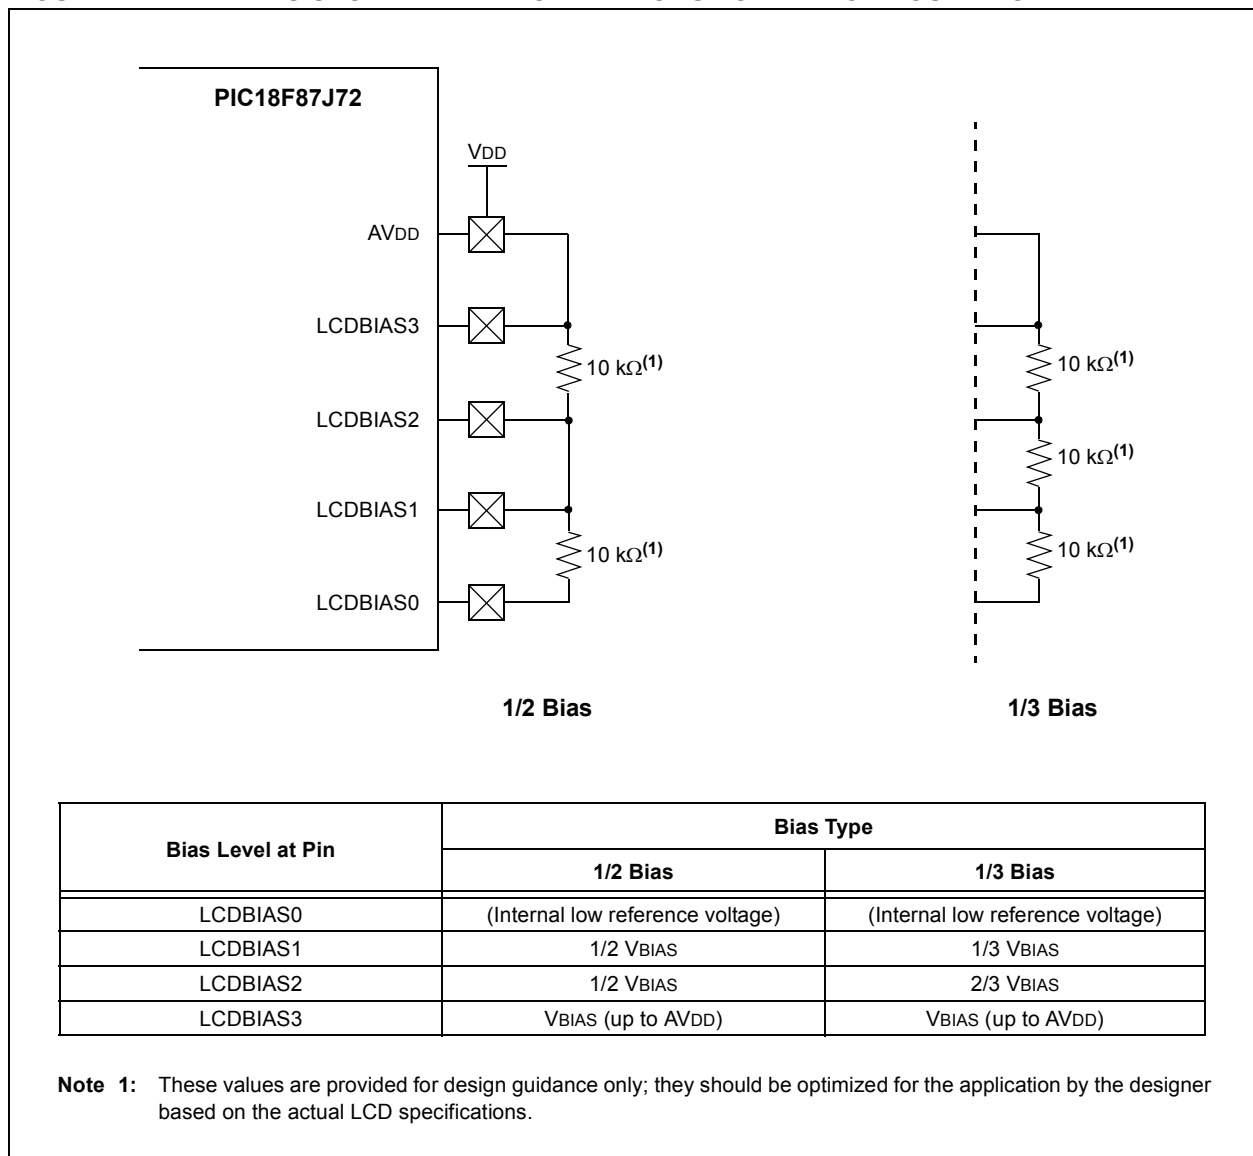 PIC18F87J72
VDD
AVDD
LCDBIAS3
10 kΩ(1)
10 kΩ(1)
LCDBIAS2
10 kΩ(1)
LCDBIAS1
10 kΩ(1)
10 kΩ(1)
LCDBIAS0
1/2 Bias
1/3 Bias
Bias Level at Pin
Bias Type
1/2 Bias
1/3 Bias
LCDBIAS0 (Internal low reference voltage) (Internal low reference voltage)
LCDBIAS1 1/2 VBIAS 1/3 VBIAS
LCDBIAS2 1/2 VBIAS 2/3 VBIAS
LCDBIAS3 VBIAS (up to AVDD) VBIAS (up to AVDD)
Note 1: These values are provided for design guidance only; they should be optimized for the application by the designer
based on the actual LCD specifications.